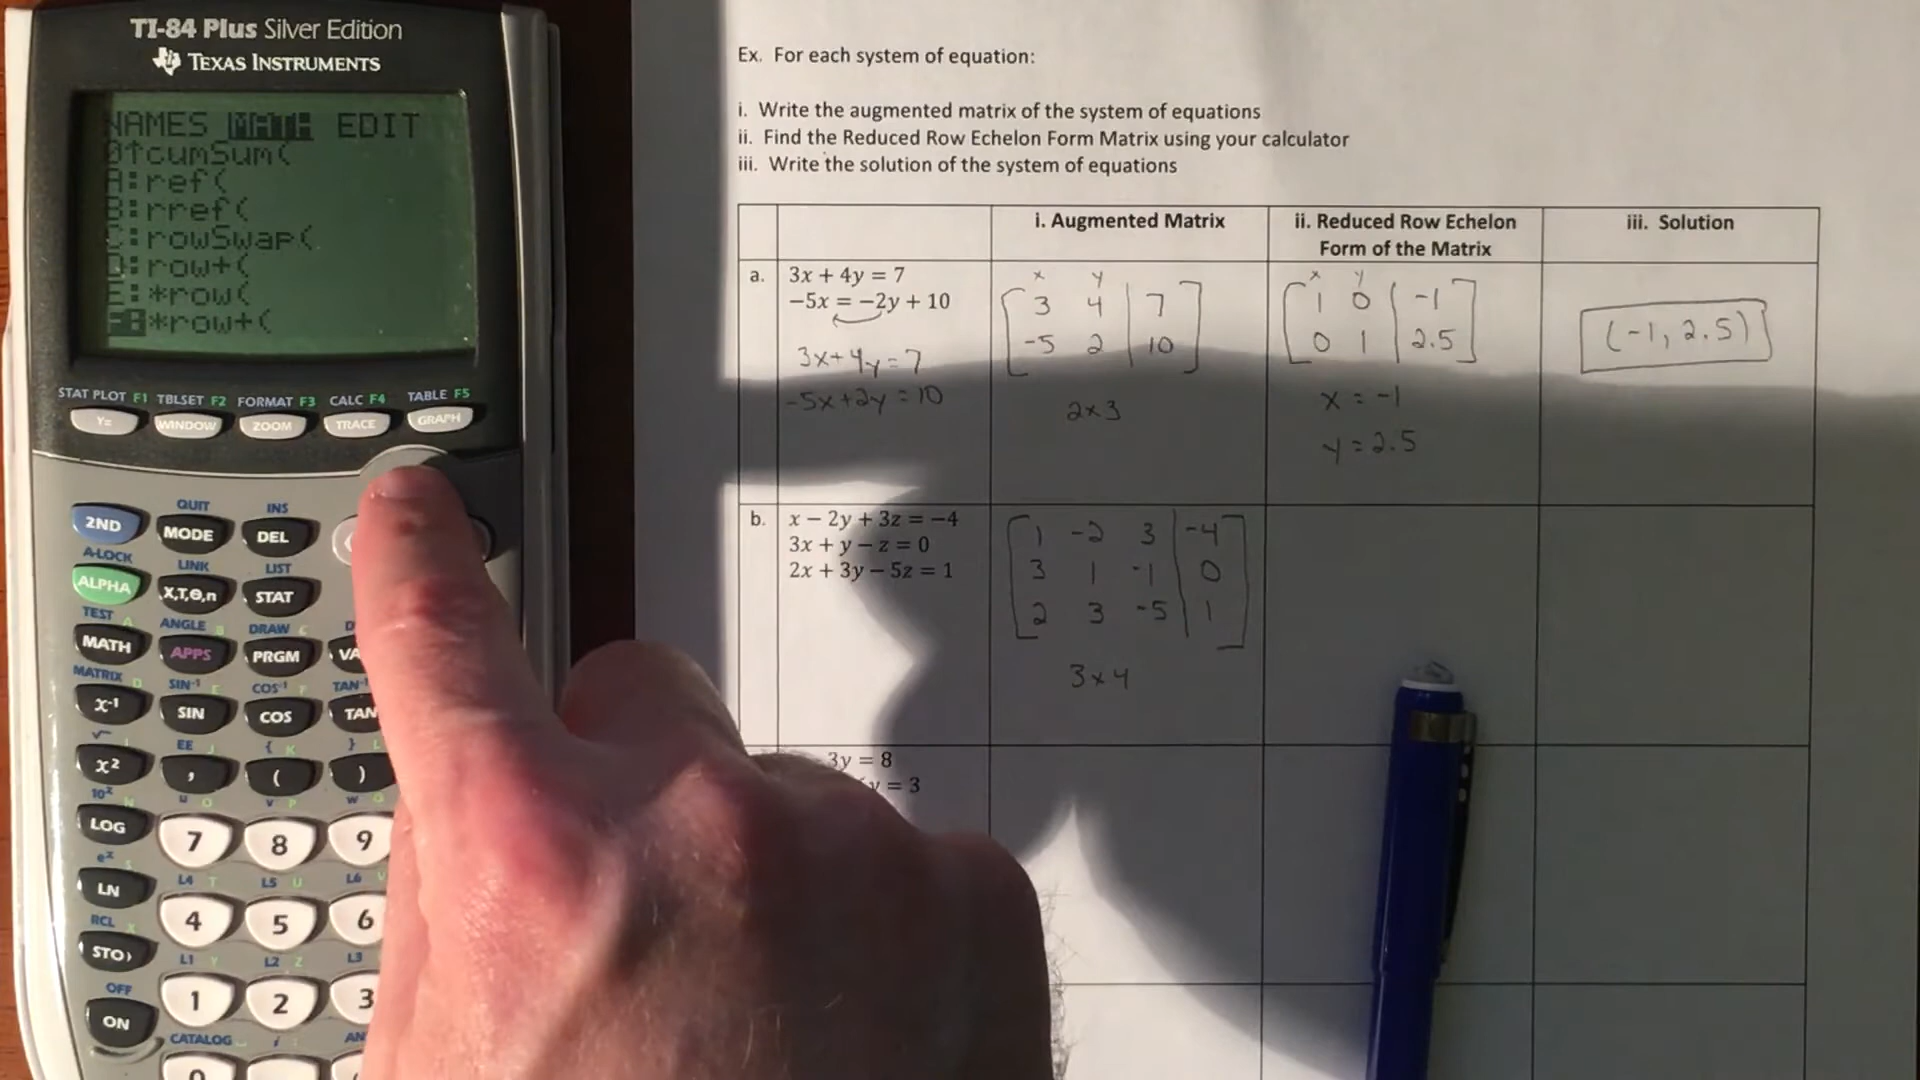 TI-84 Plus Silver Edition
TEXAS INSTRUMENTS
NAMES MATH EDIT
0↑cumSum(
A:ref(
B:rref(
C:rowSwap(
D:row+(
E:*row(
F:*row+(
STAT PLOT F1 TBLSET F2 FORMAT F3 CALC F4 TABLE F5
Y= WINDOW ZOOM TRACE GRAPH
QUIT INS
2ND MODE DEL
A-LOCK LINK LIST
ALPHA X,T,Θ,n STAT
TEST A ANGLE B DRAW C
MATH APPS PRGM
MATRIX D SIN⁻¹ E COS⁻¹ F TAN⁻¹
x⁻¹ SIN COS TAN
√ I EE J { K } L
x² , ( )
10ˣ N u O v P w Q
LOG 7 8 9
eˣ S L4 T L5 U L6 V
LN 4 5 6
RCL X L1 Y L2 Z L3
STO› 1 2 3
OFF
ON
CATALOG i
0
Ex. For each system of equation:
i. Write the augmented matrix of the system of equations
ii. Find the Reduced Row Echelon Form Matrix using your calculator
iii. Write the solution of the system of equations
i. Augmented Matrix ii. Reduced Row Echelon Form of the Matrix iii. Solution
a. 3x + 4y = 7
−5x = −2y + 10
3x+4y=7
-5x+2y=10
x y
3 4 7
-5 2 10
2x3
x y
1 0 -1
0 1 2.5
x = -1
y = 2.5
(-1, 2.5)
b. x − 2y + 3z = −4
3x + y − z = 0
2x + 3y − 5z = 1
1 -2 3 -4
3 1 -1 0
2 3 -5 1
3x4
3y = 8
y = 3